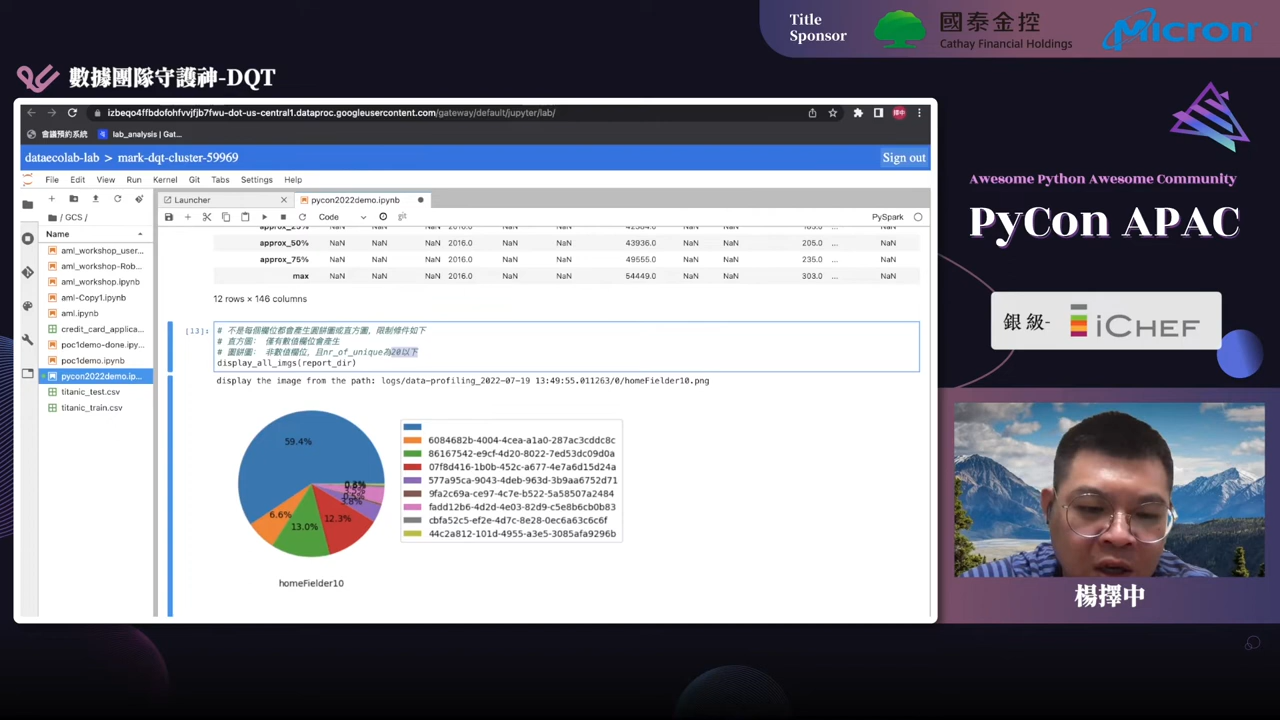 Title
Sponsor
國泰金控
Cathay Financial Holdings
Micron
數據團隊守護神-DQT
izbeqo4ffbdofohfvvjfjb7fwu-dot-us-central1.dataproc.googleusercontent.com/gateway/default/jupyter/lab/
會議預約系統 lab_analysis | Gat...
dataecolab-lab > mark-dqt-cluster-59969
Sign out
File Edit View Run Kernel Git Tabs Settings Help
Launcher
pycon2022demo.ipynb
/ GCS /
Code
git
PySpark
Name
aml_workshop_user...
aml_workshop-Rob...
aml_workshop.ipynb
aml-Copy1.ipynb
aml.ipynb
credit_card_applica...
poc1demo-done.ipy...
poc1demo.ipynb
pycon2022demo.ip...
titanic_test.csv
titanic_train.csv
approx_50% NaN NaN NaN 2016.0 NaN NaN 43936.0 NaN NaN 205.0 ... NaN
approx_75% NaN NaN NaN 2016.0 NaN NaN 49555.0 NaN NaN 235.0 ... NaN
max NaN NaN NaN 2016.0 NaN NaN 54449.0 NaN NaN 303.0 ... NaN
12 rows × 146 columns
[13]:
# 不是每個欄位都會產生圓餅圖或直方圖, 限制條件如下
# 直方圖: 僅有數值欄位會產生
# 圓餅圖: 非數值欄位, 且nr_of_unique為20以下
display_all_imgs(report_dir)
display the image from the path: logs/data-profiling_2022-07-19 13:49:55.011263/0/homeFielder10.png
59.4%
6.6%
13.0%
12.3%
3.8%
6084682b-4004-4cea-a1a0-287ac3cddc8c
86167542-e9cf-4d20-8022-7ed53dc09d0a
07f8d416-1b0b-452c-a677-4e7a6d15d24a
577a95ca-9043-4deb-963d-3b9aa6752d71
9fa2c69a-ce97-4c7e-b522-5a58507a2484
fadd12b6-4d2d-4e03-82d9-c5e8b6cb0b83
cbfa52c5-ef2e-4d7c-8e28-0ec6a63c6c6f
44c2a812-101d-4955-a3e5-3085afa9296b
homeFielder10
Awesome Python Awesome Community
PyCon APAC
銀級-
iCHEF
楊擇中